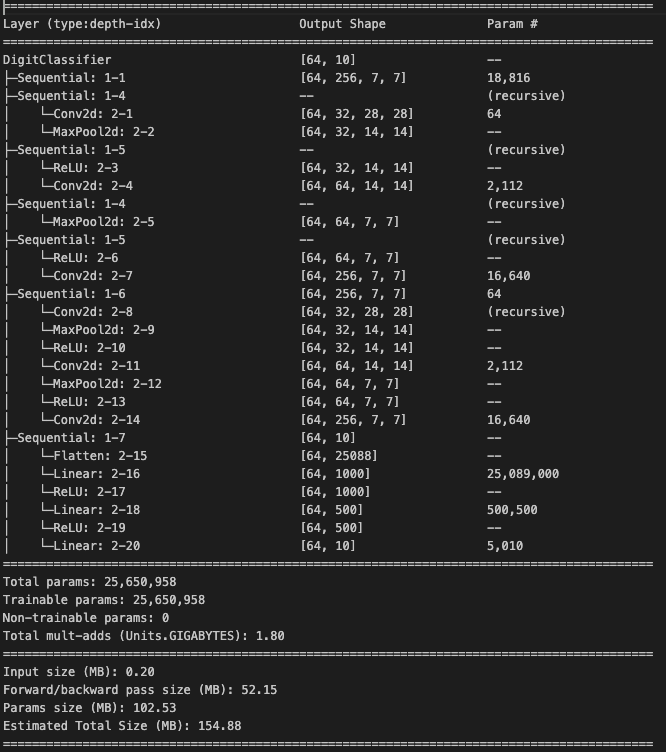 ==========================================================================================
Layer (type:depth-idx)                   Output Shape              Param #
==========================================================================================
DigitClassifier                          [64, 10]                  --
├─Sequential: 1-1                        [64, 256, 7, 7]           18,816
├─Sequential: 1-4                        --                        (recursive)
│    └─Conv2d: 2-1                       [64, 32, 28, 28]          64
│    └─MaxPool2d: 2-2                    [64, 32, 14, 14]          --
├─Sequential: 1-5                        --                        (recursive)
│    └─ReLU: 2-3                         [64, 32, 14, 14]          --
│    └─Conv2d: 2-4                       [64, 64, 14, 14]          2,112
├─Sequential: 1-4                        --                        (recursive)
│    └─MaxPool2d: 2-5                    [64, 64, 7, 7]            --
├─Sequential: 1-5                        --                        (recursive)
│    └─ReLU: 2-6                         [64, 64, 7, 7]            --
│    └─Conv2d: 2-7                       [64, 256, 7, 7]           16,640
├─Sequential: 1-6                        [64, 256, 7, 7]           64
│    └─Conv2d: 2-8                       [64, 32, 28, 28]          (recursive)
│    └─MaxPool2d: 2-9                    [64, 32, 14, 14]          --
│    └─ReLU: 2-10                        [64, 32, 14, 14]          --
│    └─Conv2d: 2-11                      [64, 64, 14, 14]          2,112
│    └─MaxPool2d: 2-12                   [64, 64, 7, 7]            --
│    └─ReLU: 2-13                        [64, 64, 7, 7]            --
│    └─Conv2d: 2-14                      [64, 256, 7, 7]           16,640
├─Sequential: 1-7                        [64, 10]                  --
│    └─Flatten: 2-15                     [64, 25088]               --
│    └─Linear: 2-16                      [64, 1000]                25,089,000
│    └─ReLU: 2-17                        [64, 1000]                --
│    └─Linear: 2-18                      [64, 500]                 500,500
│    └─ReLU: 2-19                        [64, 500]                 --
│    └─Linear: 2-20                      [64, 10]                  5,010
==========================================================================================
Total params: 25,650,958
Trainable params: 25,650,958
Non-trainable params: 0
Total mult-adds (Units.GIGABYTES): 1.80
==========================================================================================
Input size (MB): 0.20
Forward/backward pass size (MB): 52.15
Params size (MB): 102.53
Estimated Total Size (MB): 154.88
==========================================================================================